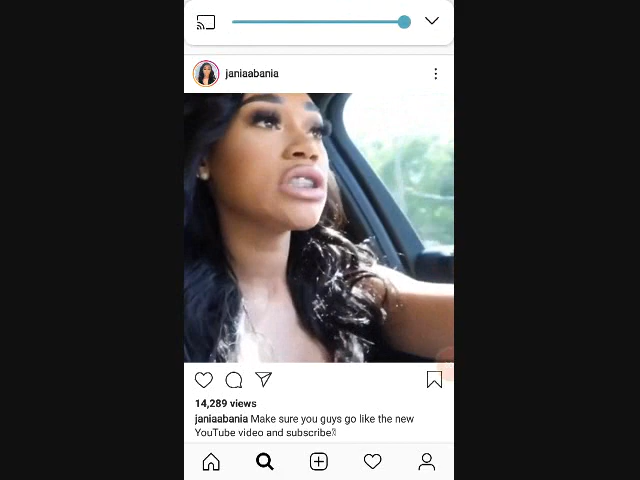 janiaabania
14,289 views
janiaabania Make sure you guys go like the new
YouTube video and subscribe